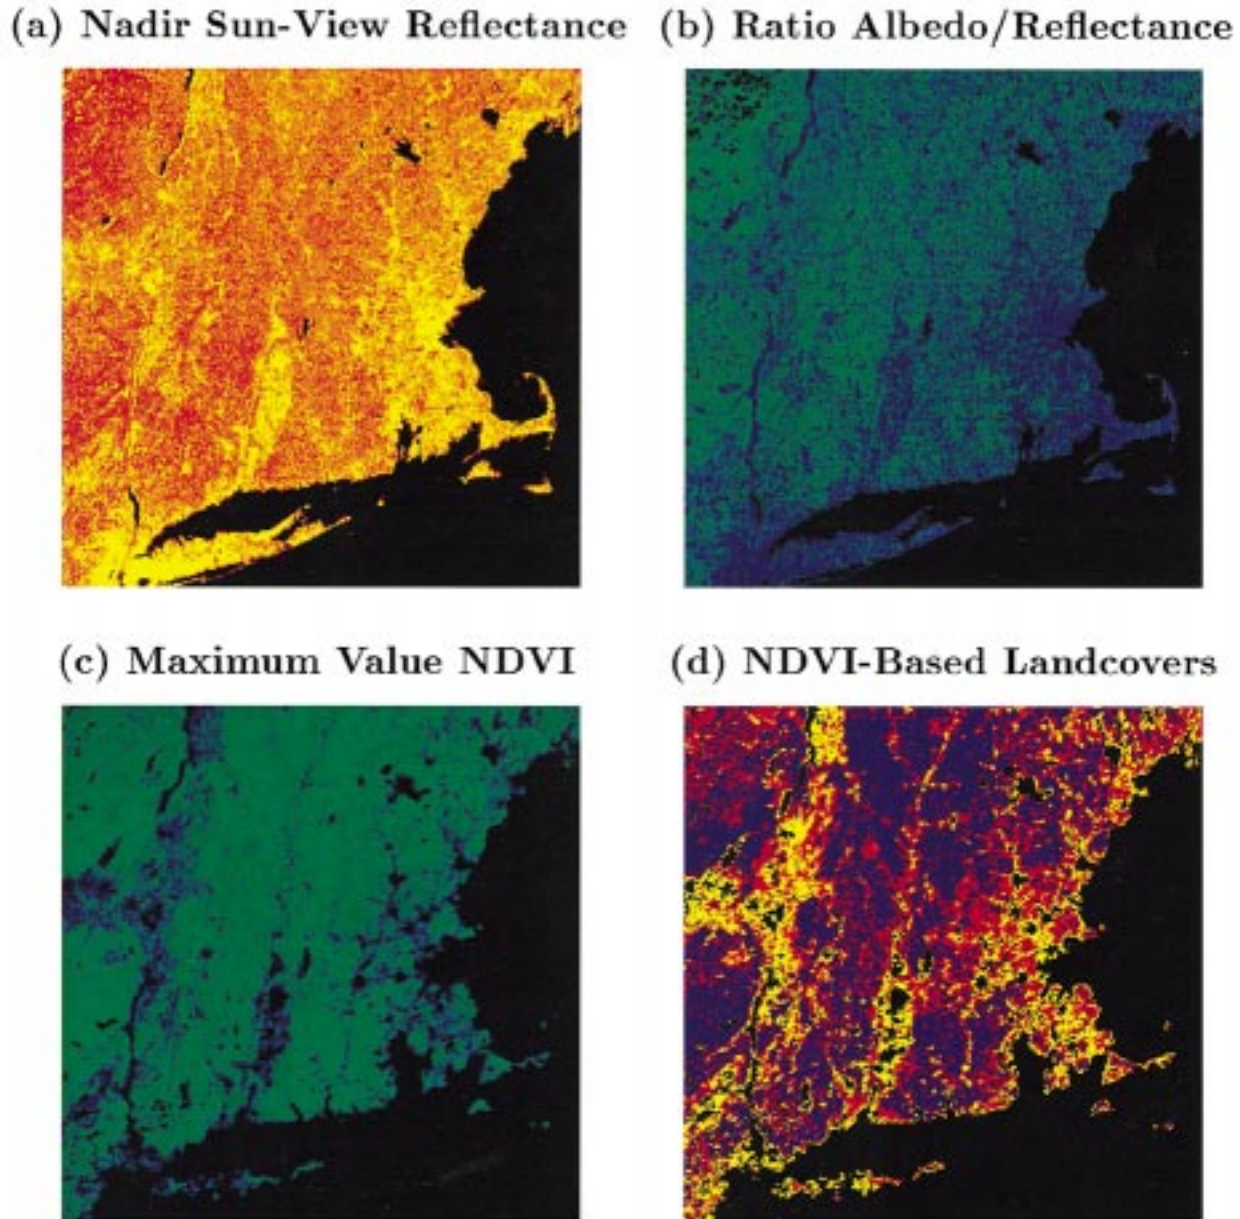 (a) Nadir Sun-View Reflectance
(b) Ratio Albedo/Reflectance
(c) Maximum Value NDVI
(d) NDVI-Based Landcovers